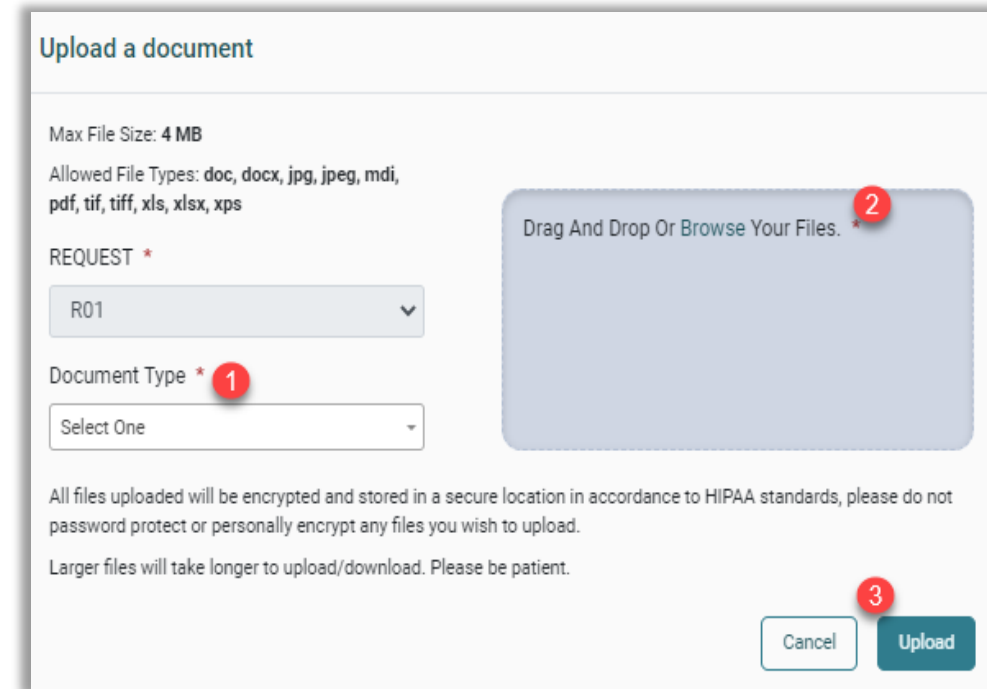 Upload a document
Max File Size: 4 MB
Allowed File Types: doc, docx, jpg, jpeg, mdi,
pdf, tif, tiff, xls, xlsx, xps
REQUEST *
R01
Document Type * 1
Select One
2
Drag And Drop Or Browse Your Files. *
All files uploaded will be encrypted and stored in a secure location in accordance to HIPAA standards, please do not
password protect or personally encrypt any files you wish to upload.
Larger files will take longer to upload/download. Please be patient.
3
Cancel
Upload